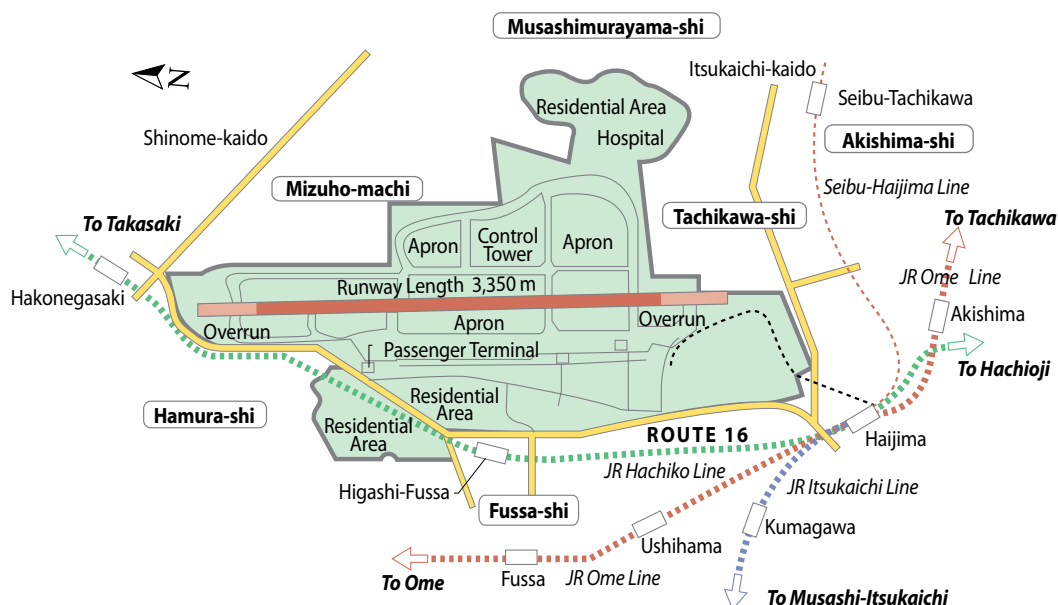 Musashimurayama-shi
Itsukaichi-kaido
N
Residential Area
Seibu-Tachikawa
Hospital
Shinome-kaido
Akishima-shi
Mizuho-machi
Seibu-Haijima Line
Tachikawa-shi
To Takasaki
To Tachikawa
Apron
Control
Tower
Apron
JR Ome Line
Hakonegasaki
Runway Length 3,350 m
Akishima
Overrun
Apron
Overrun
Passenger Terminal
To Hachioji
Residential
Area
Hamura-shi
Residential
Area
ROUTE 16
Haijima
JR Hachiko Line
Higashi-Fussa
JR Itsukaichi Line
Fussa-shi
Kumagawa
Ushihama
To Ome
Fussa
JR Ome Line
To Musashi-Itsukaichi